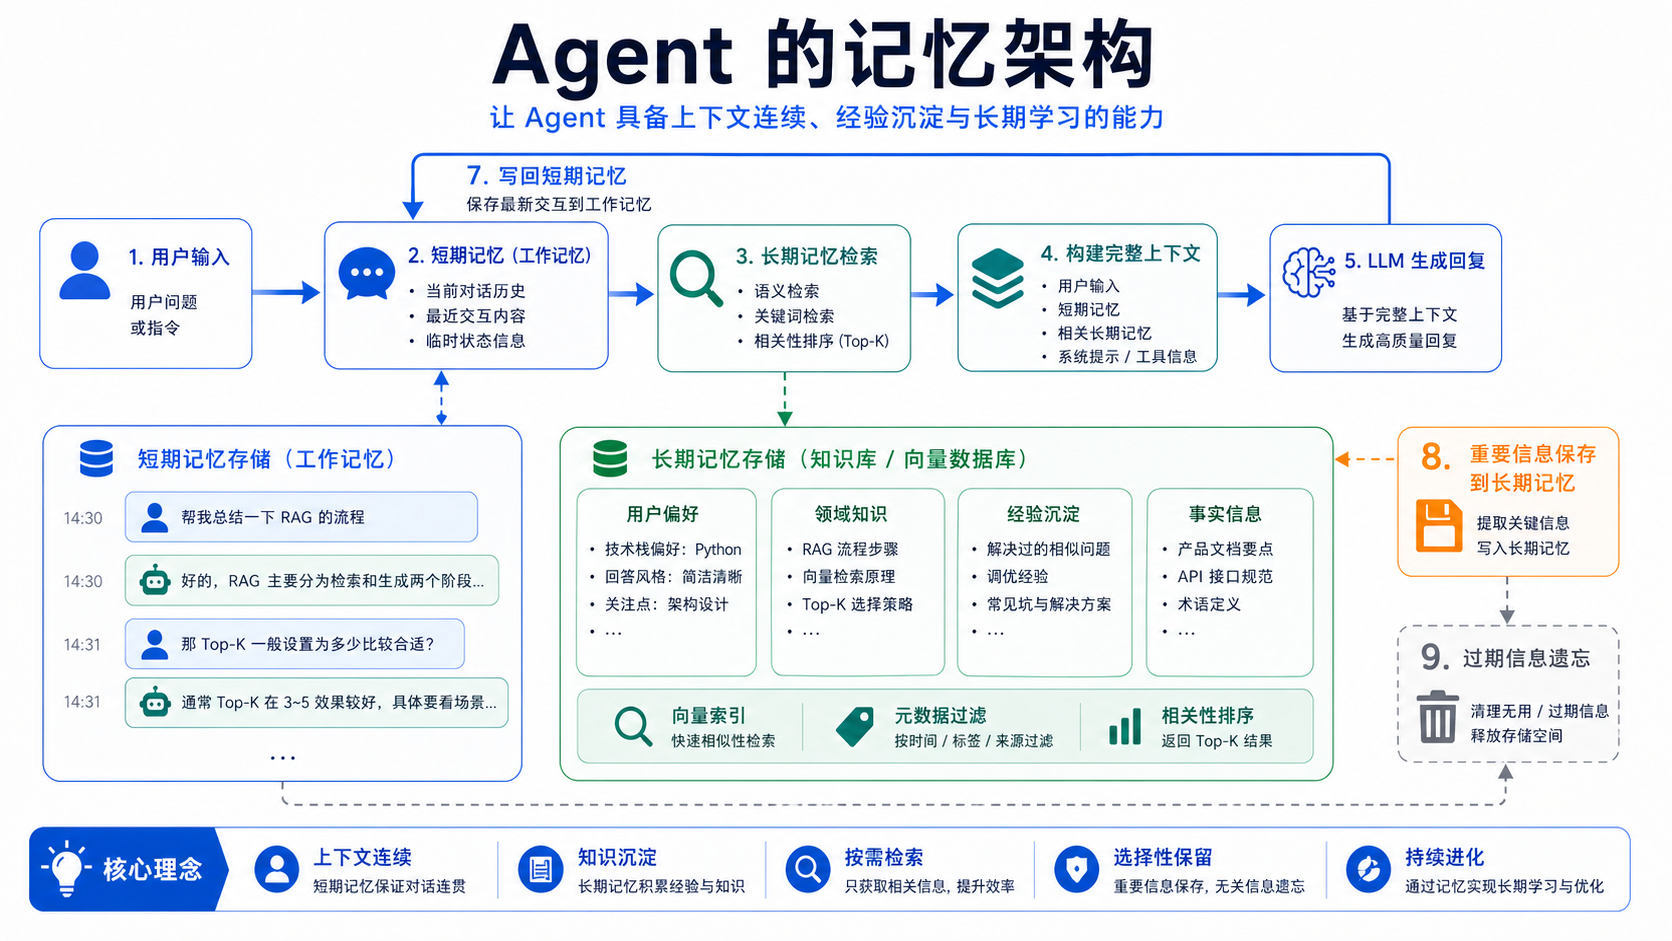 Agent 的记忆架构
让 Agent 具备上下文连续、经验沉淀与长期学习的能力
7. 写回短期记忆
保存最新交互到工作记忆
1. 用户输入
用户问题
或指令
2. 短期记忆 (工作记忆)
• 当前对话历史
• 最近交互内容
• 临时状态信息
3. 长期记忆检索
• 语义检索
• 关键词检索
• 相关性排序 (Top-K)
4. 构建完整上下文
• 用户输入
• 短期记忆
• 相关长期记忆
• 系统提示 / 工具信息
5. LLM 生成回复
基于完整上下文
生成高质量回复
短期记忆存储（工作记忆）
14:30
帮我总结一下 RAG 的流程
14:30
好的，RAG 主要分为检索和生成两个阶段...
14:31
那 Top-K 一般设置为多少比较合适？
14:31
通常 Top-K 在 3~5 效果较好，具体要看场景...
...
长期记忆存储（知识库 / 向量数据库）
用户偏好
• 技术栈偏好：Python
• 回答风格：简洁清晰
• 关注点：架构设计
• ...
领域知识
• RAG 流程步骤
• 向量检索原理
• Top-K 选择策略
• ...
经验沉淀
• 解决过的相似问题
• 调优经验
• 常见坑与解决方案
• ...
事实信息
• 产品文档要点
• API 接口规范
• 术语定义
• ...
向量索引
快速相似性检索
元数据过滤
按时间 / 标签 / 来源过滤
相关性排序
返回 Top-K 结果
8. 重要信息保存
到长期记忆
提取关键信息
写入长期记忆
9. 过期信息遗忘
清理无用 / 过期信息
释放存储空间
核心理念
上下文连续
短期记忆保证对话连贯
知识沉淀
长期记忆积累经验与知识
按需检索
只获取相关信息, 提升效率
选择性保留
重要信息保存, 无关信息遗忘
持续进化
通过记忆实现长期学习与优化